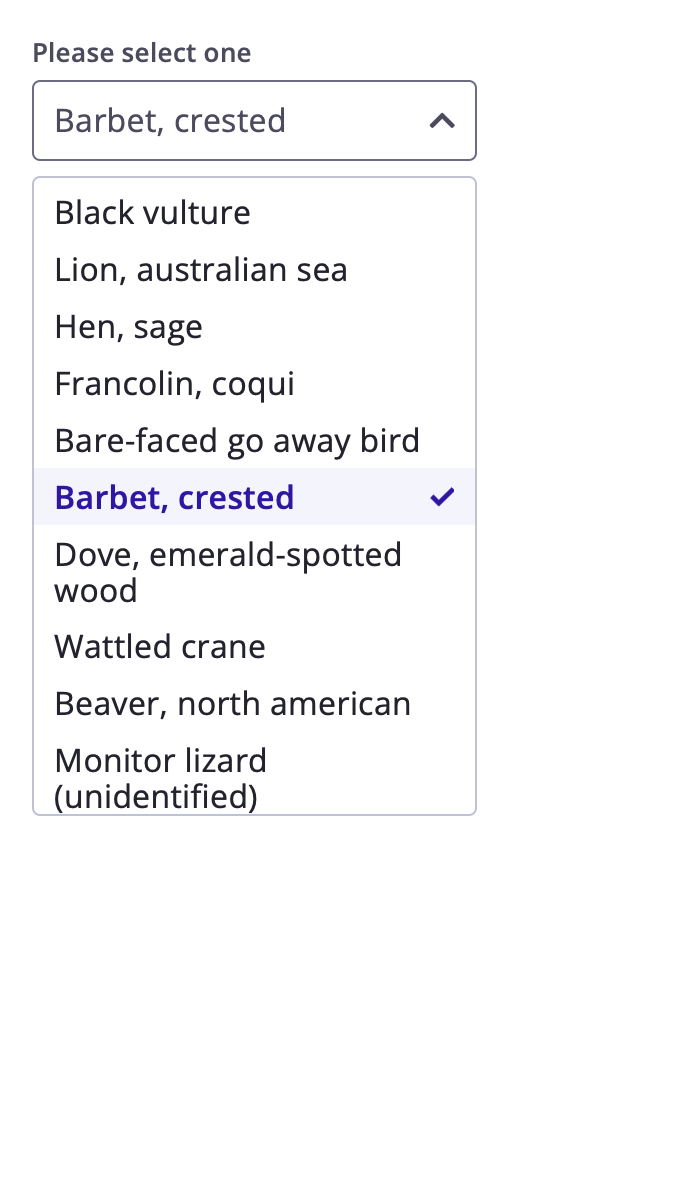 Please select one
Barbet, crested
Black vulture
Lion, australian sea
Hen, sage
Francolin, coqui
Bare-faced go away bird
Barbet, crested
Dove, emerald-spotted
wood
Wattled crane
Beaver, north american
Monitor lizard
(unidentified)